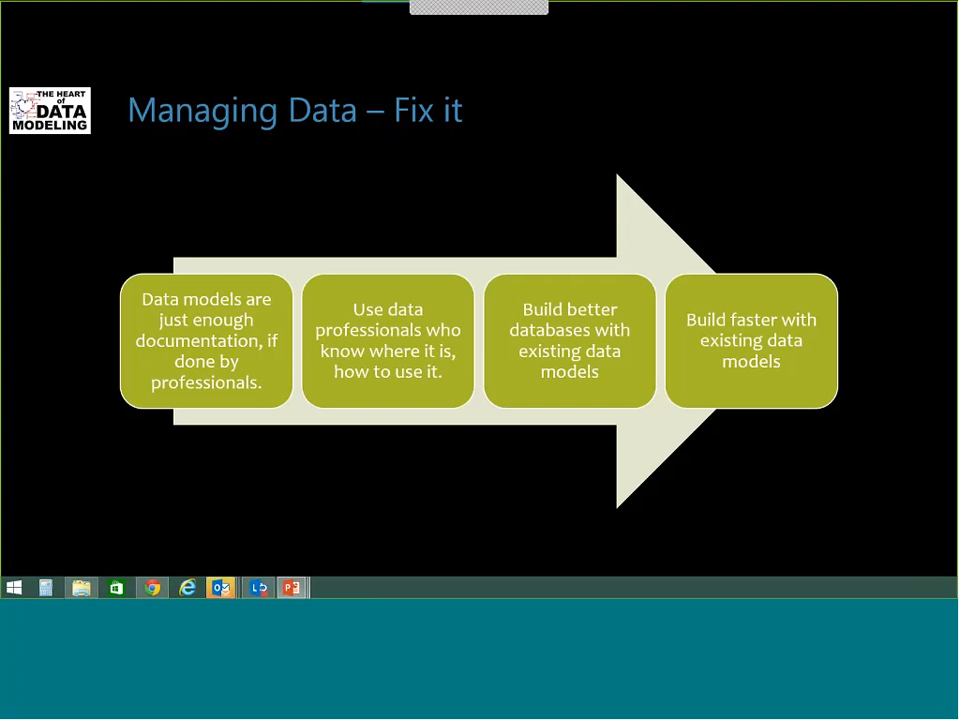 THE HEART
of
DATA
MODELING
Managing Data – Fix it
Data models are
just enough
documentation, if
done by
professionals.
Use data
professionals who
know where it is,
how to use it.
Build better
databases with
existing data
models
Build faster with
existing data
models